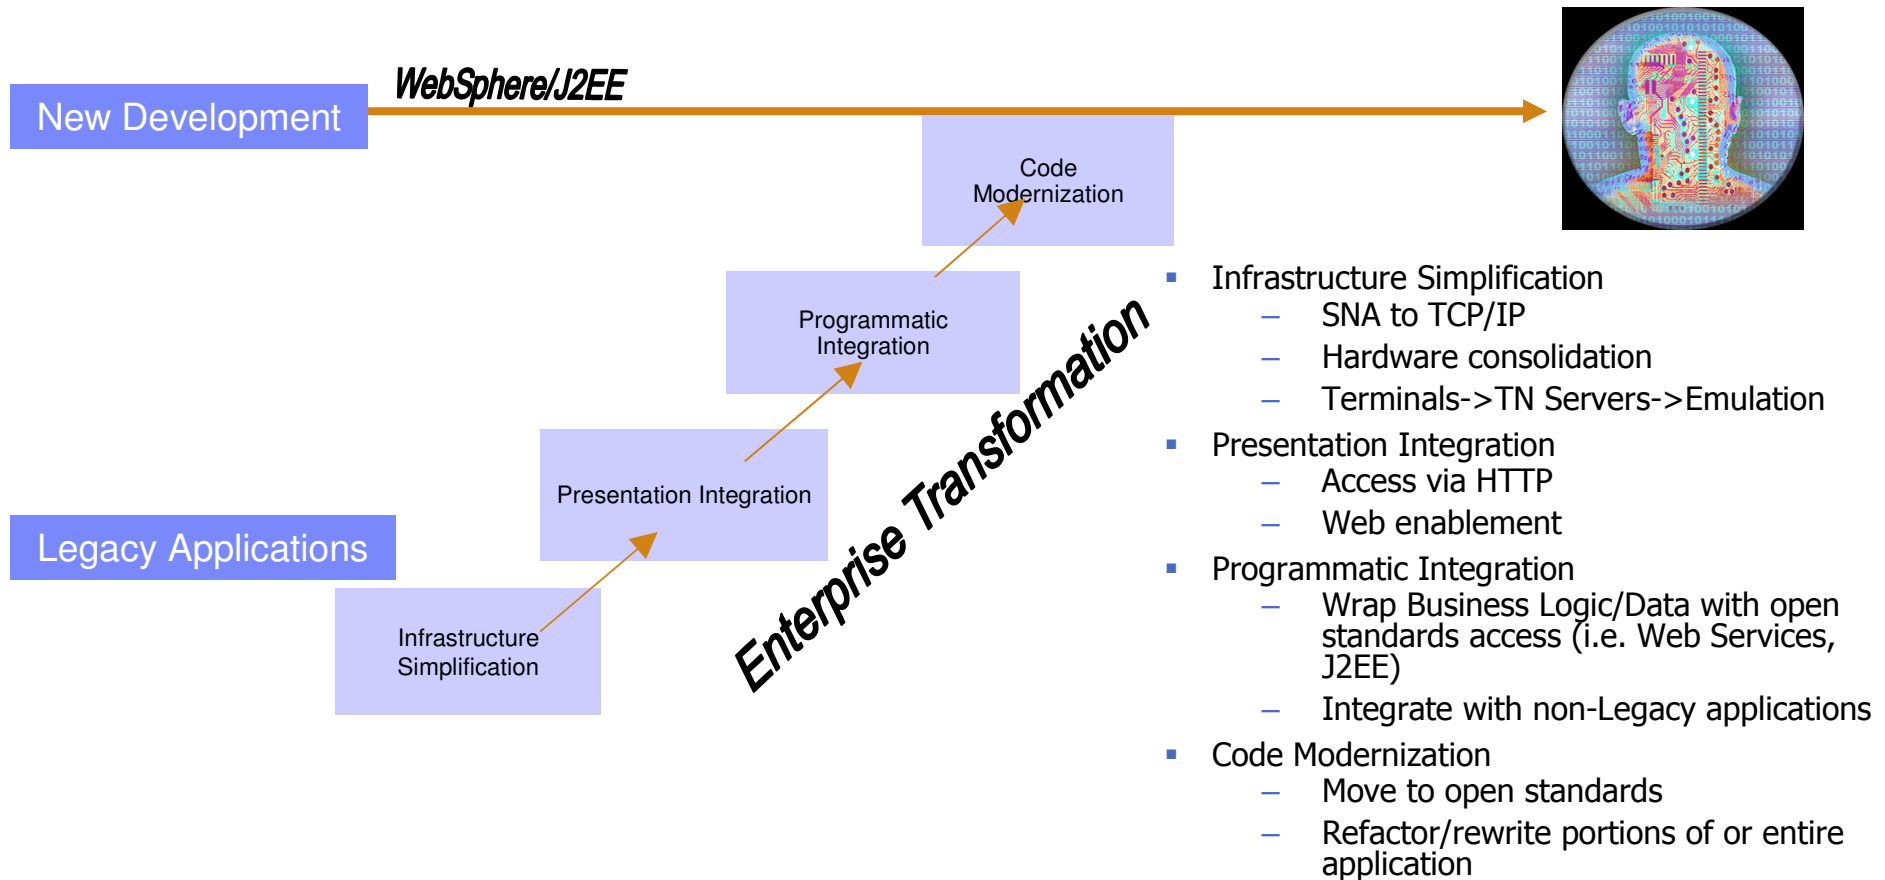 WebSphere/J2EE
New Development
Code
Modernization
Programmatic
Integration
Presentation Integration
Legacy Applications
Infrastructure
Simplification
Enterprise Transformation
Infrastructure Simplification
– SNA to TCP/IP
– Hardware consolidation
– Terminals->TN Servers->Emulation
Presentation Integration
– Access via HTTP
– Web enablement
Programmatic Integration
– Wrap Business Logic/Data with open
standards access (i.e. Web Services,
J2EE)
– Integrate with non-Legacy applications
Code Modernization
– Move to open standards
– Refactor/rewrite portions of or entire
application